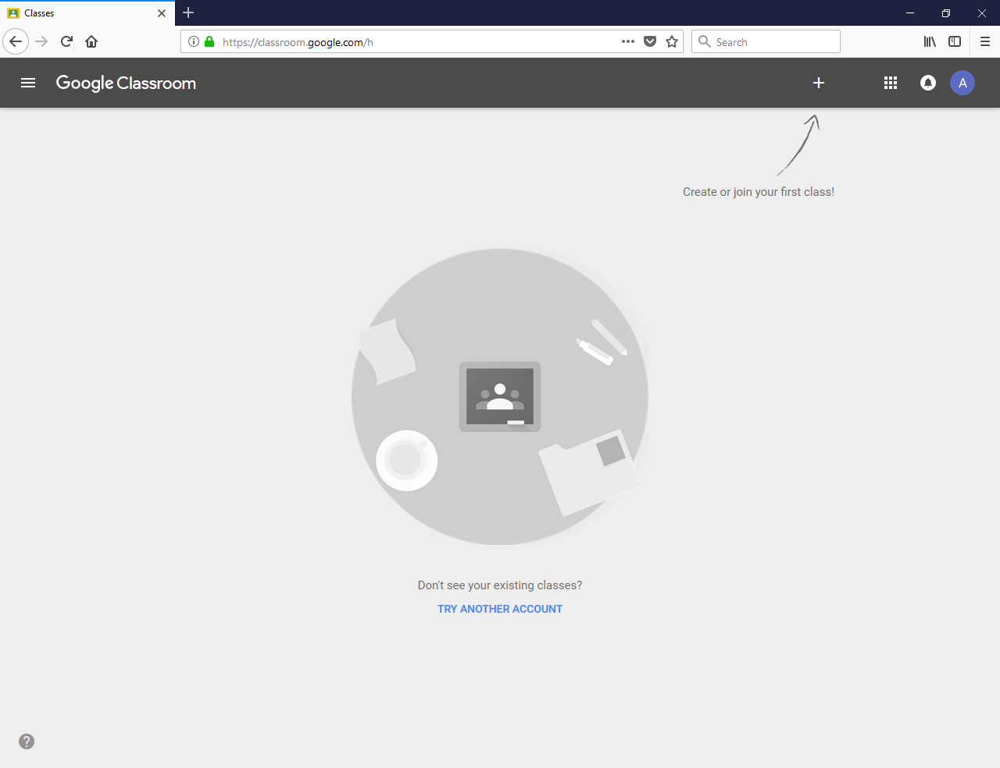 Classes
https://classroom.google.com/h
Search
Google Classroom
A
Create or join your first class!
Don't see your existing classes?
TRY ANOTHER ACCOUNT